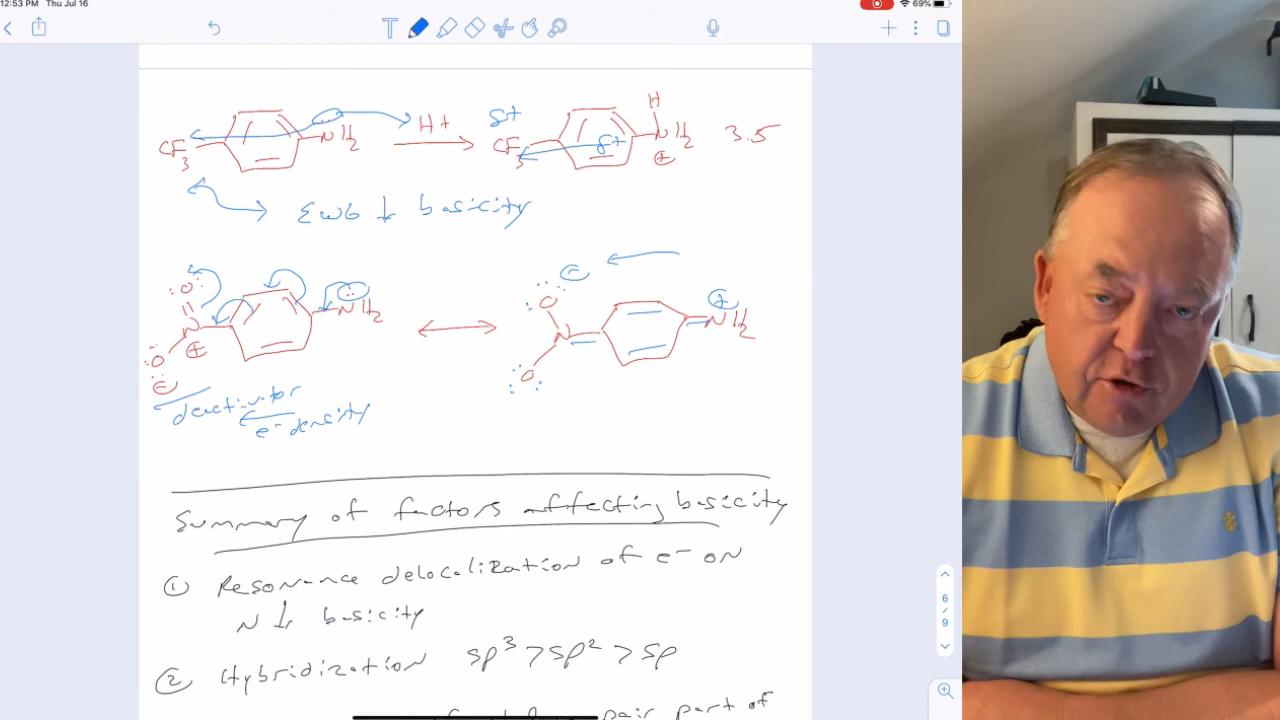 12:53 PM Thu Jul 16
69%
T
CF3 NH2 H+ δ+ CF3 δ+ H NH2 ⊕ 3.5
EWG ↓ basicity
O N ⊕ O ⊖ NH2 ⊖ O N O ⊕ NH2
deactivator
e- density
Summary of factors affecting basicity
① Resonance delocalization of e- on
N ↓ basicity
② Hybridization sp3 > sp2 > sp
pair part of
6
/
9